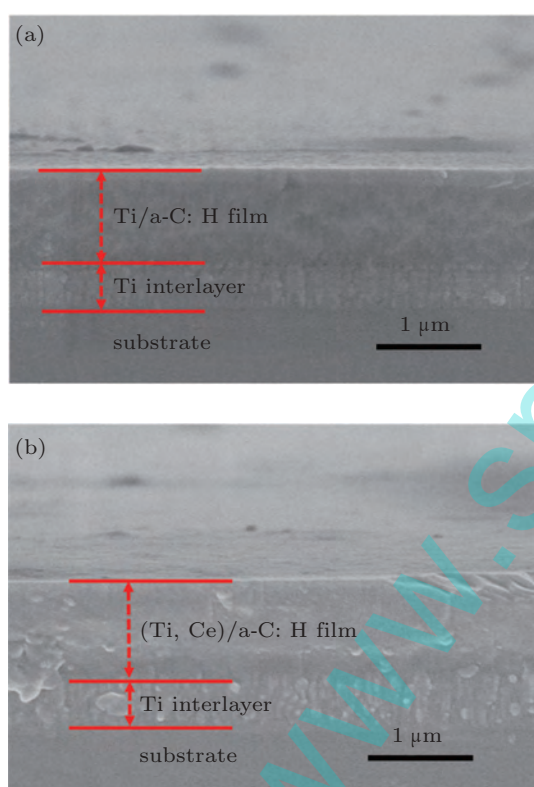 (a)
Ti/a-C: H film
Ti interlayer
1 μm
substrate
(b)
(Ti, Ce)/a-C: H film
Ti interlayer
1 μm
substrate